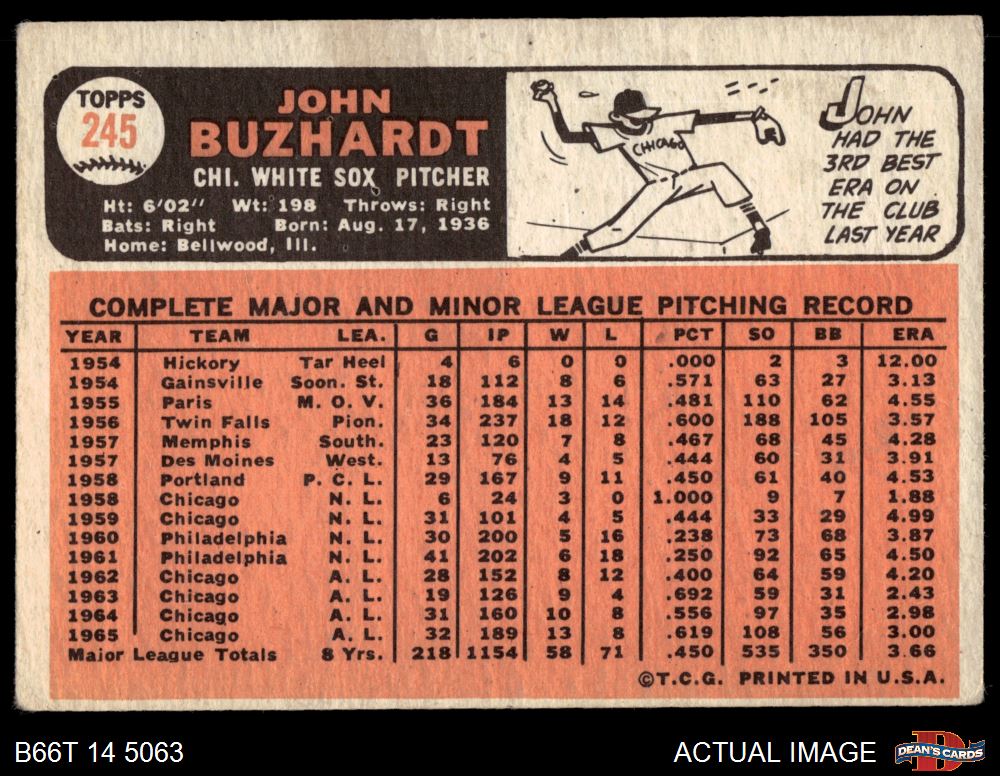 TOPPS
245
JOHN
BUZHARDT
CHI. WHITE SOX PITCHER
Ht: 6'02" Wt: 198 Throws: Right
Bats: Right Born: Aug. 17, 1936
Home: Bellwood, Ill.
CHICAGO
JOHN
HAD THE
3RD BEST
ERA ON
THE CLUB
LAST YEAR
COMPLETE MAJOR AND MINOR LEAGUE PITCHING RECORD
YEAR TEAM LEA. G IP W L PCT SO BB ERA
1954 Hickory Tar Heel 4 6 0 0 .000 2 3 12.00
1954 Gainsville Soon. St. 18 112 8 6 .571 63 27 3.13
1955 Paris M. O. V. 36 184 13 14 .481 110 62 4.55
1956 Twin Falls Pion. 34 237 18 12 .600 188 105 3.57
1957 Memphis South. 23 120 7 8 .467 68 45 4.28
1957 Des Moines West. 13 76 4 5 .444 60 31 3.91
1958 Portland P. C. L. 29 167 9 11 .450 61 40 4.53
1958 Chicago N. L. 6 24 3 0 1.000 9 7 1.88
1959 Chicago N. L. 31 101 4 5 .444 33 29 4.99
1960 Philadelphia N. L. 30 200 5 16 .238 73 68 3.87
1961 Philadelphia N. L. 41 202 6 18 .250 92 65 4.50
1962 Chicago A. L. 28 152 8 12 .400 64 59 4.20
1963 Chicago A. L. 19 126 9 4 .692 59 31 2.43
1964 Chicago A. L. 31 160 10 8 .556 97 35 2.98
1965 Chicago A. L. 32 189 13 8 .619 108 56 3.00
Major League Totals 8 Yrs. 218 1154 58 71 .450 535 350 3.66
©T.C.G. PRINTED IN U.S.A.
B66T 14 5063
ACTUAL IMAGE
DEAN'S CARDS